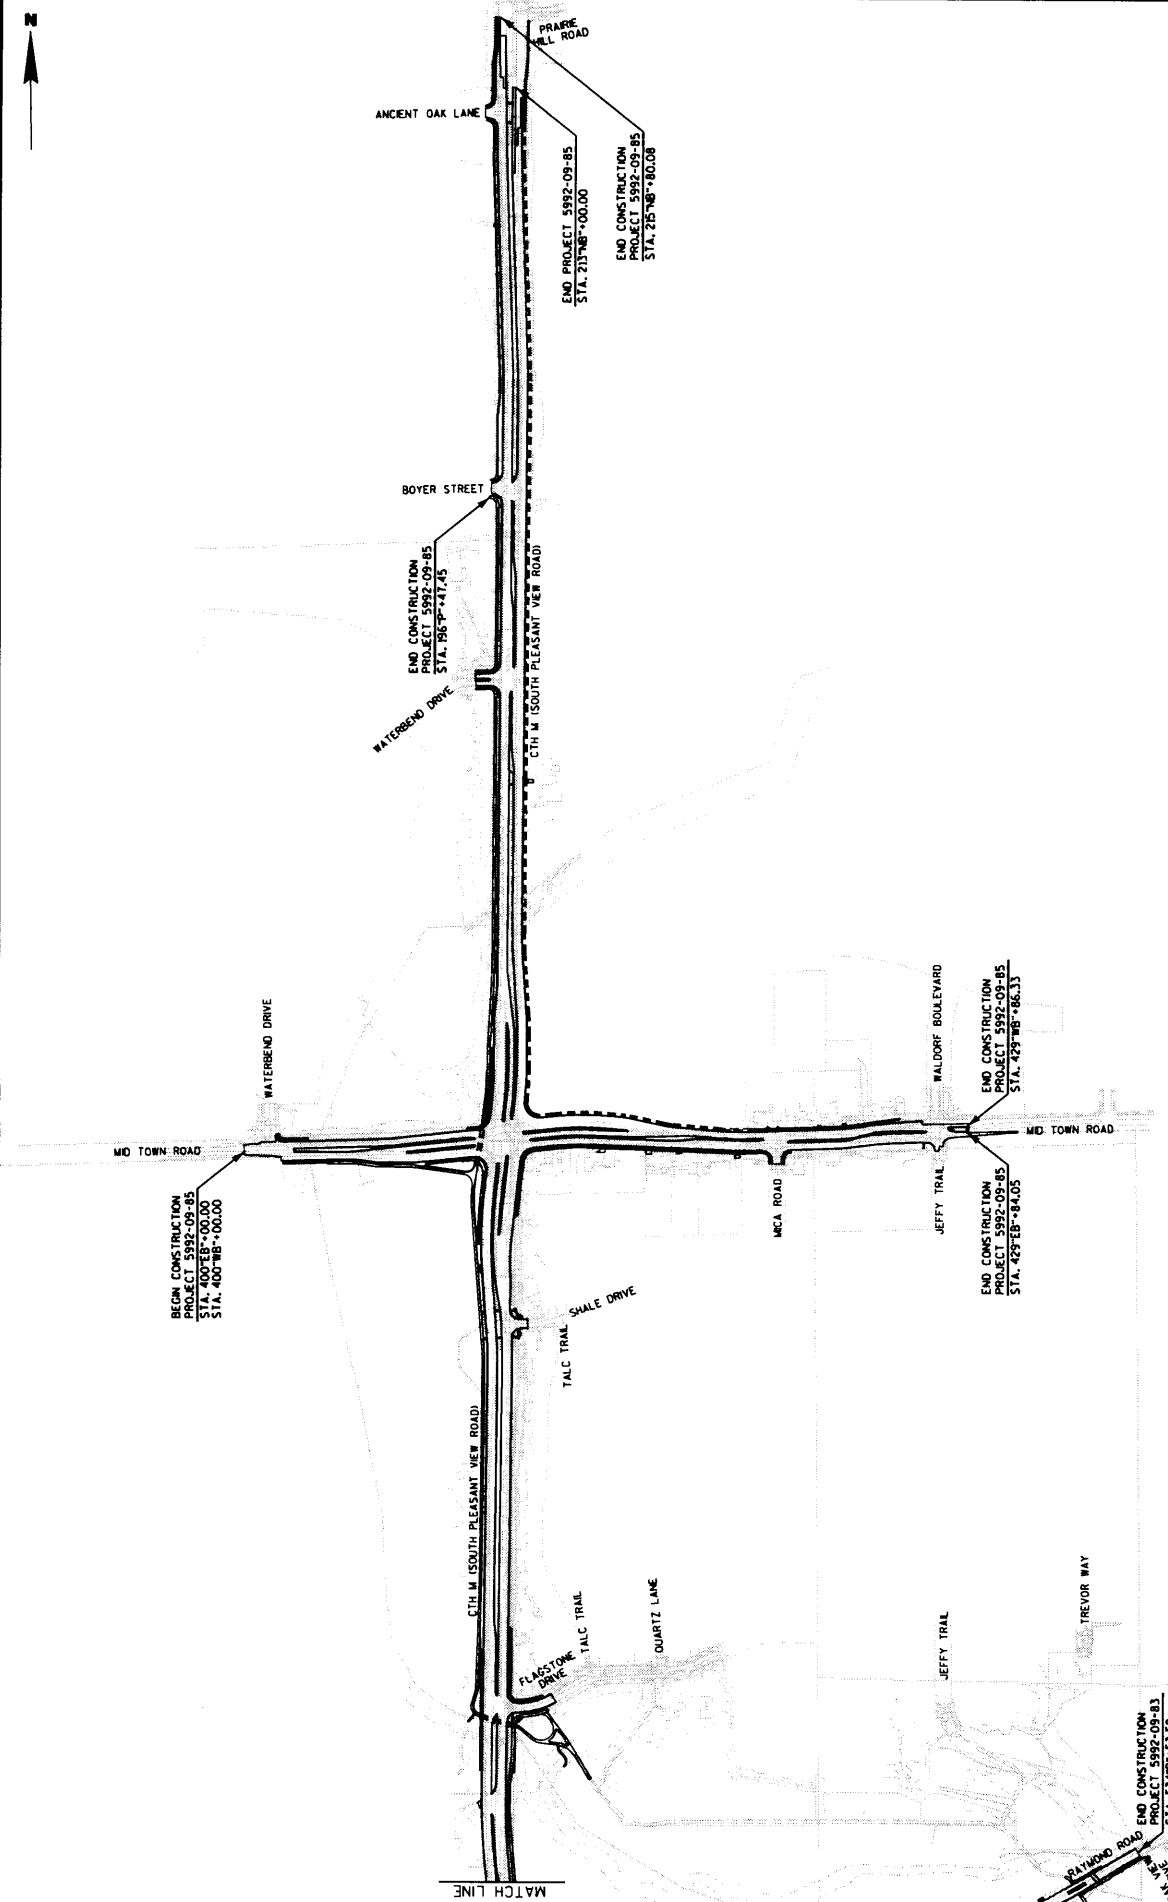 N
PRAIRIE
HILL ROAD
ANCIENT OAK LANE
END PROJECT 5992-09-85
STA. 213"NB"+00.00
END CONSTRUCTION
PROJECT 5992-09-85
STA. 215"NB"+80.08
BOYER STREET
END CONSTRUCTION
PROJECT 5992-09-85
STA. 196"P"+47.45
WATERBEND DRIVE
CTH M (SOUTH PLEASANT VIEW ROAD)
WATERBEND DRIVE
MID TOWN ROAD
BEGIN CONSTRUCTION
PROJECT 5992-09-85
STA. 400"EB"+00.00
STA. 400"WB"+00.00
WALDORF BOULEVARD
END CONSTRUCTION
PROJECT 5992-09-85
STA. 429"WB"+86.33
MID TOWN ROAD
MICA ROAD
JEFFY TRAIL
END CONSTRUCTION
PROJECT 5992-09-85
STA. 429"EB"+84.05
SHALE DRIVE
TALC TRAIL
CTH M (SOUTH PLEASANT VIEW ROAD)
FLAGSTONE
DRIVE
TALC TRAIL
QUARTZ LANE
JEFFY TRAIL
TREVOR WAY
END CONSTRUCTION
PROJECT 5992-09-83
RAYMOND ROAD
MATCH LINE